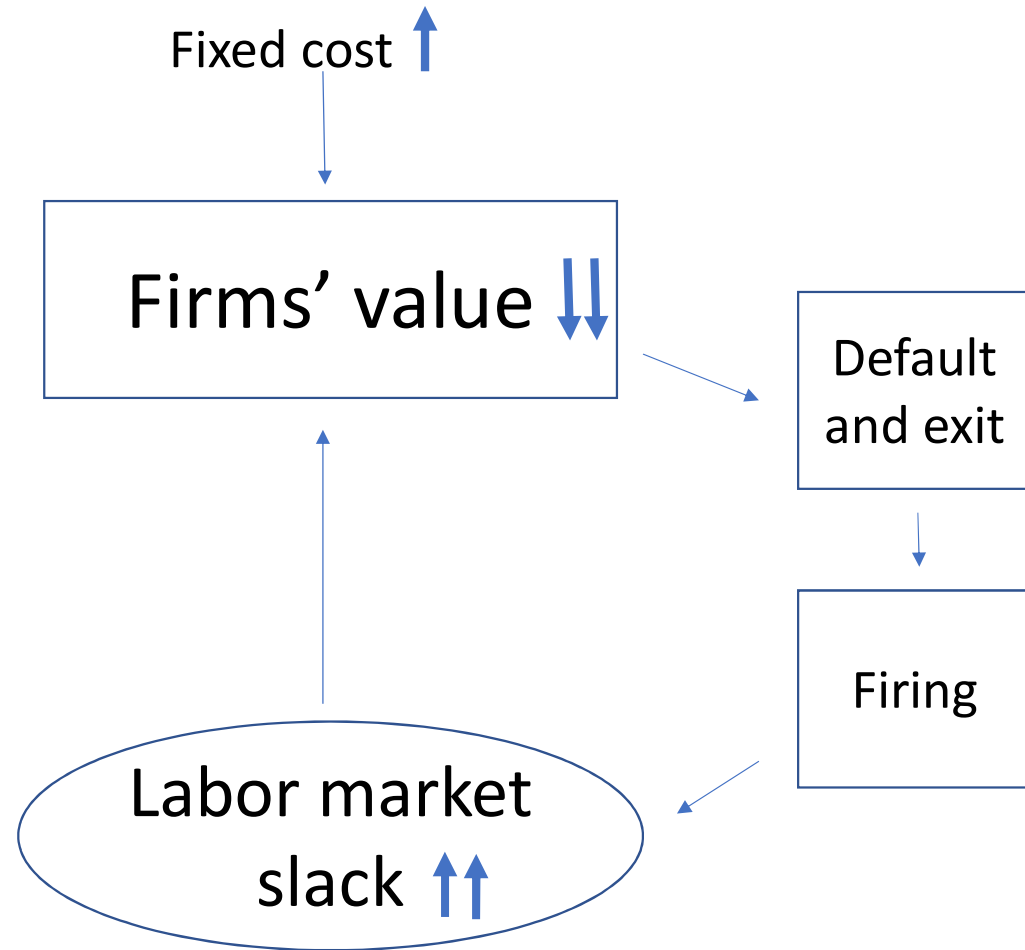 Fixed cost
Firms’ value
Default
and exit
Firing
Labor market
slack